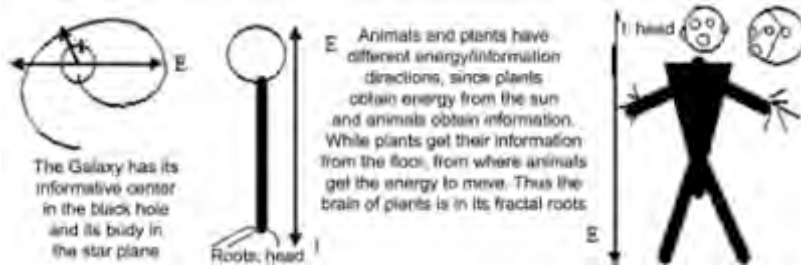 E
The Galaxy has its
informative center
in the black hole
and its body in
the star plane
E
Roots, head I
Animals and plants have
different energy/information
directions, since plants
obtain energy from the sun
and animals obtain information.
While plants get their information
from the floor, from where animals
get the energy to move. Thus the
brain of plants is in its fractal roots
I head
E